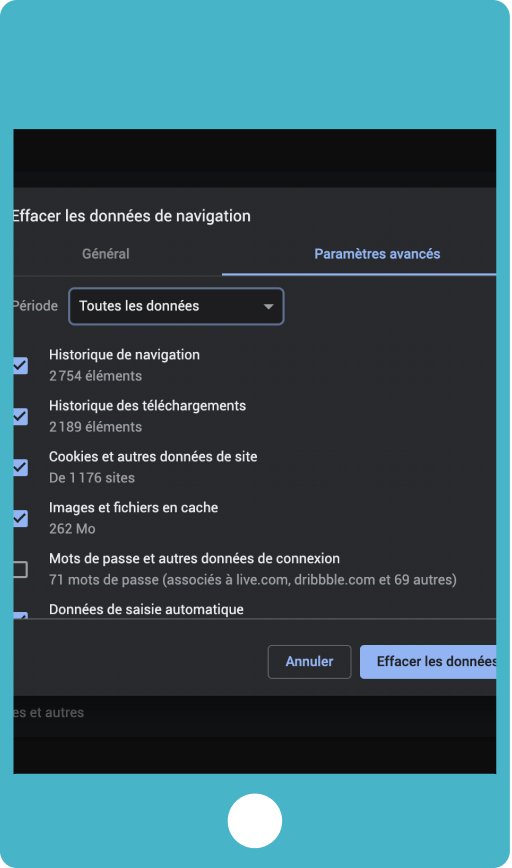 Effacer les données de navigation
Général
Paramètres avancés
Période
Toutes les données
Historique de navigation
2 754 éléments
Historique des téléchargements
2 189 éléments
Cookies et autres données de site
De 1 176 sites
Images et fichiers en cache
262 Mo
Mots de passe et autres données de connexion
71 mots de passe (associés à live.com, dribbble.com et 69 autres)
Données de saisie automatique
Annuler
Effacer les données
es et autres